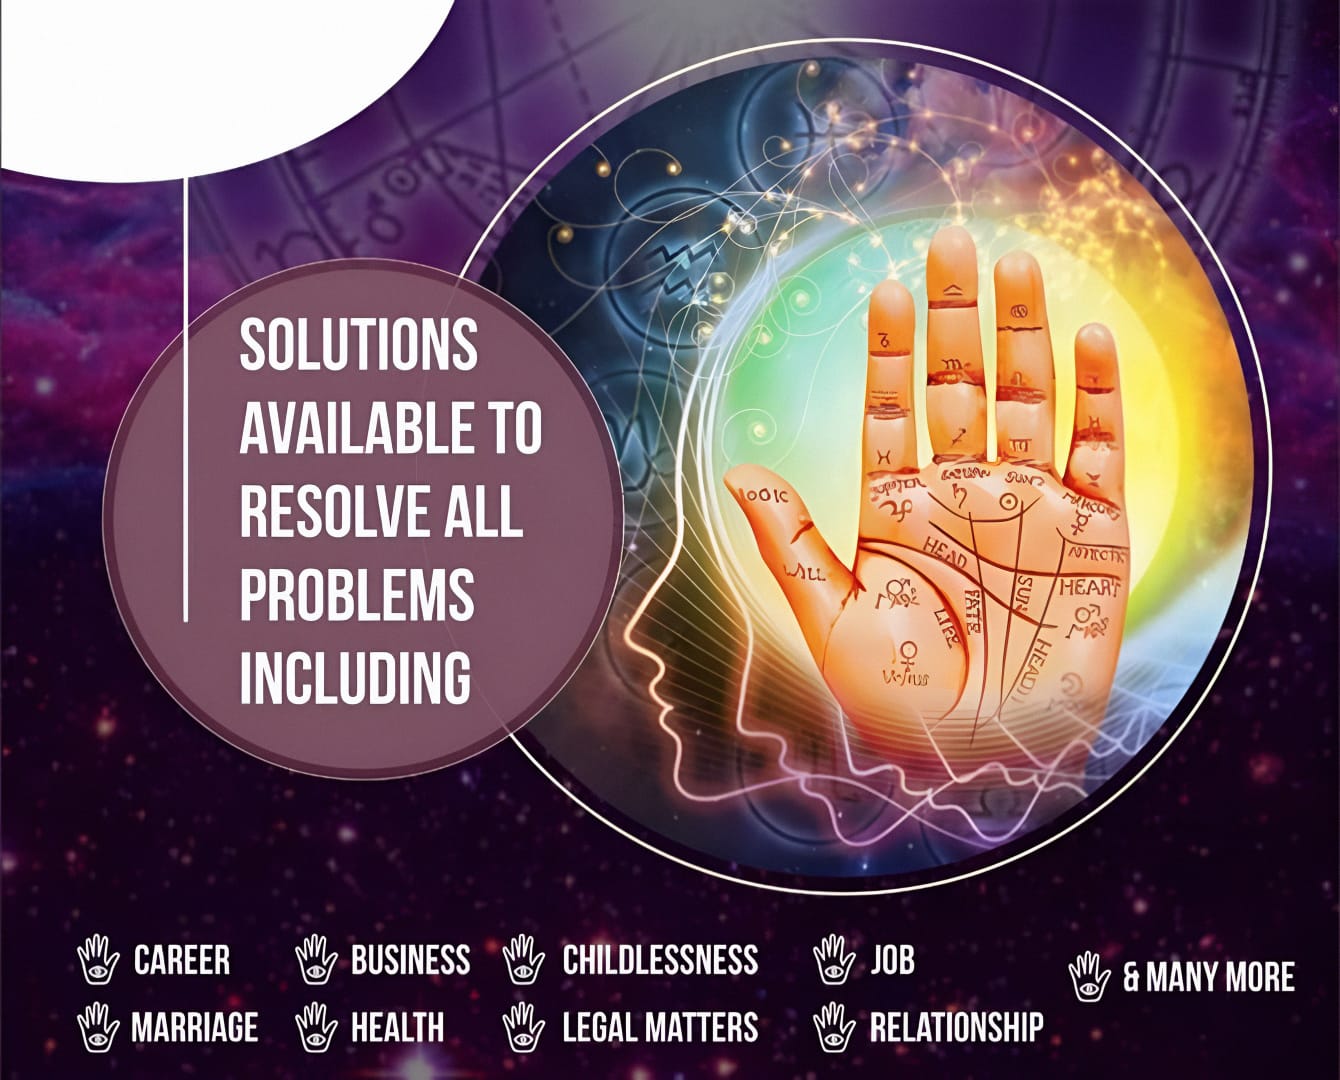 SOLUTIONS
AVAILABLE TO
RESOLVE ALL
PROBLEMS
INCLUDING
HEAD
LIFE
FATE
SUN
HEART
HEAD
CAREER
BUSINESS
CHILDLESSNESS
JOB
& MANY MORE
MARRIAGE
HEALTH
LEGAL MATTERS
RELATIONSHIP